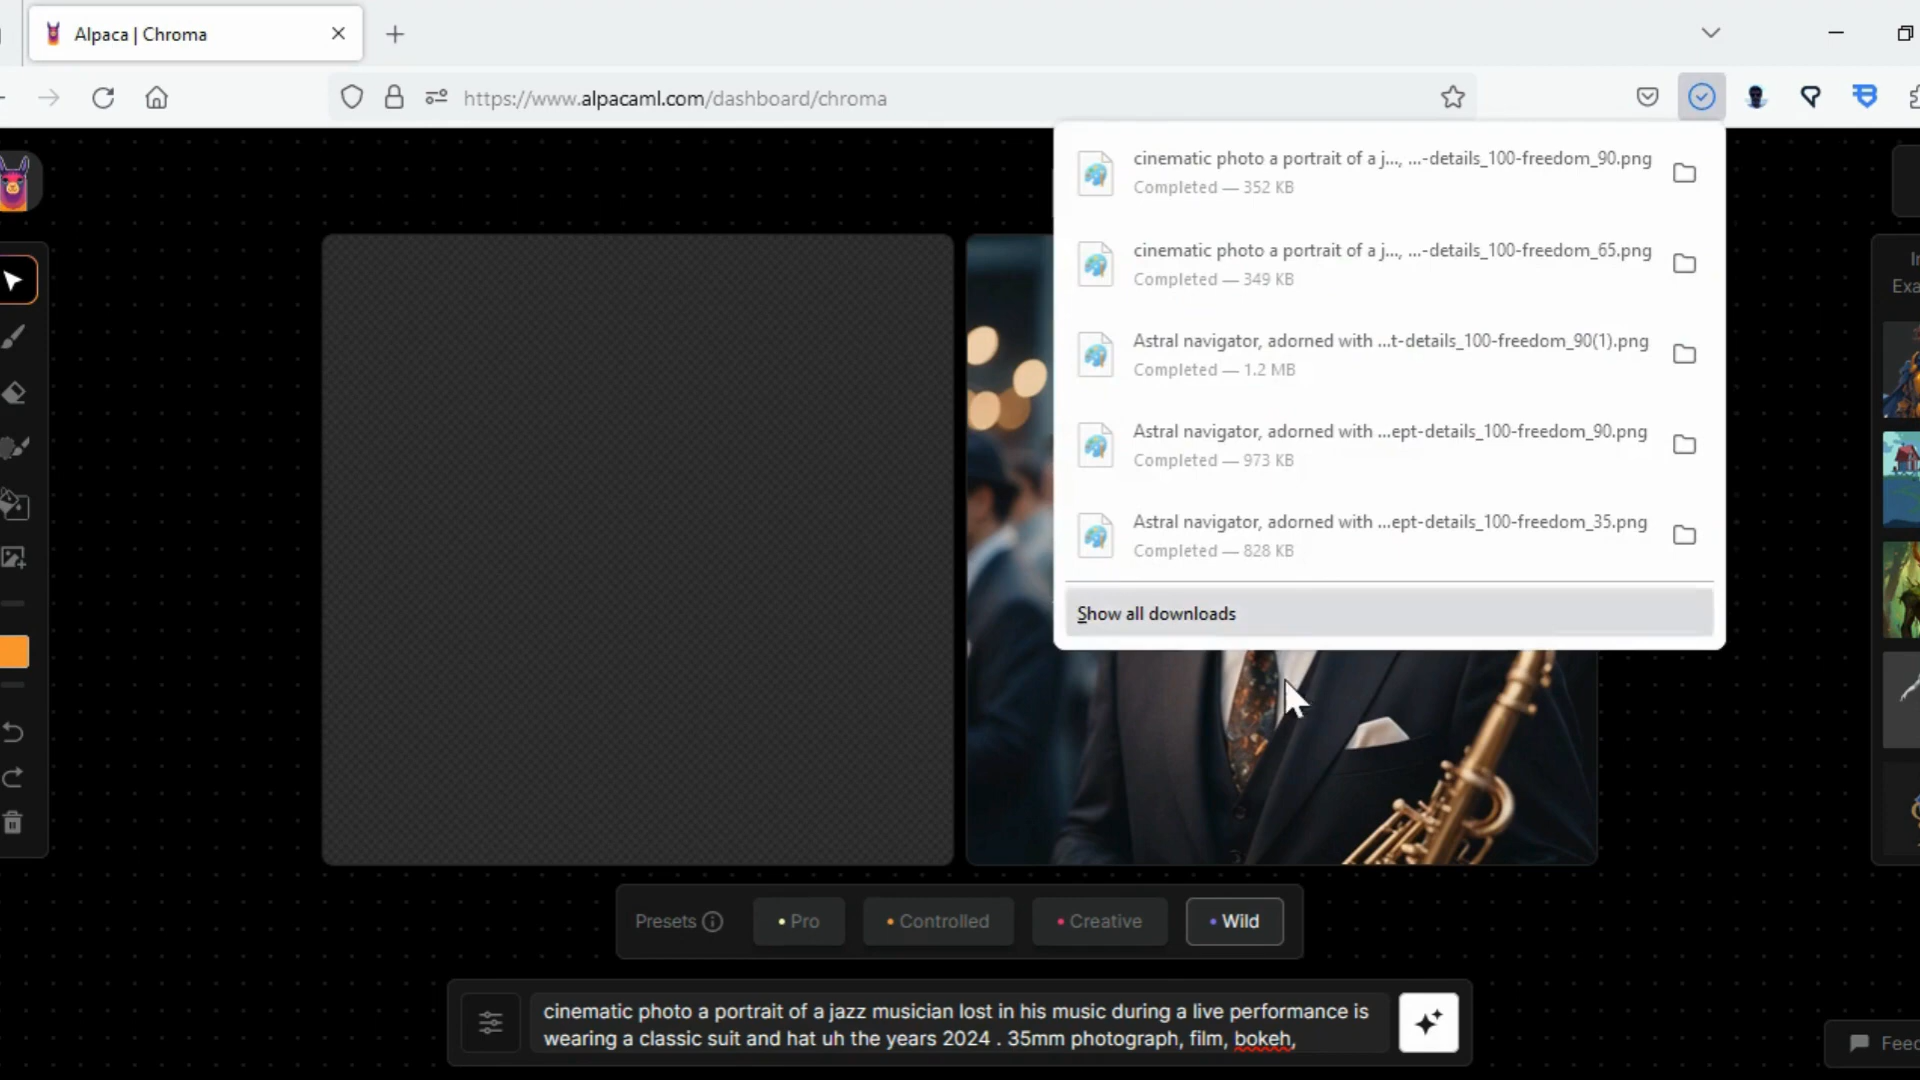 Alpaca | Chroma
https://www.alpacaml.com/dashboard/chroma
cinematic photo a portrait of a j..., ...-details_100-freedom_90.png
Completed — 352 KB
cinematic photo a portrait of a j..., ...-details_100-freedom_65.png
Completed — 349 KB
Astral navigator, adorned with ...t-details_100-freedom_90(1).png
Completed — 1.2 MB
Astral navigator, adorned with ...ept-details_100-freedom_90.png
Completed — 973 KB
Astral navigator, adorned with ...ept-details_100-freedom_35.png
Completed — 828 KB
Show all downloads
Presets
Pro
Controlled
Creative
Wild
cinematic photo a portrait of a jazz musician lost in his music during a live performance is
wearing a classic suit and hat uh the years 2024 . 35mm photograph, film, bokeh,